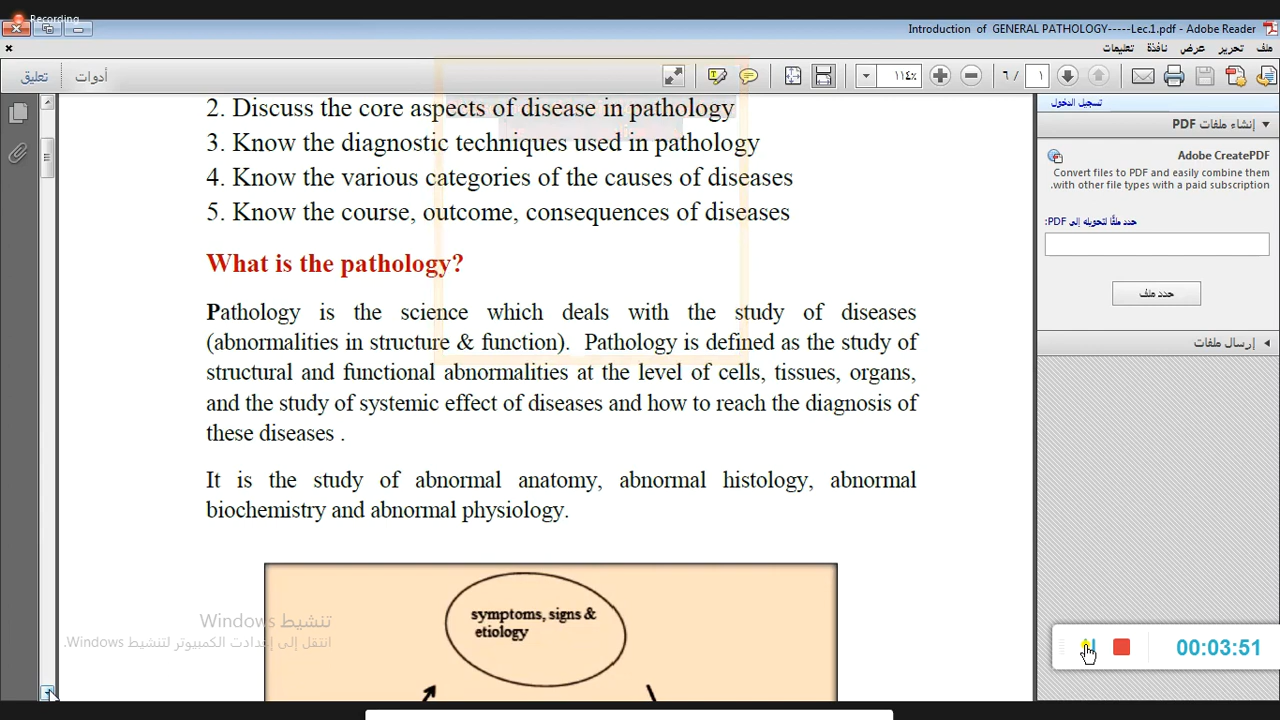 Recording
Introduction of GENERAL PATHOLOGY-----Lec.1.pdf - Adobe Reader
ملف تحرير عرض نافذة تعليمات
١ / ٦ ١١٤٪ أدوات تعليق
2. Discuss the core aspects of disease in pathology
3. Know the diagnostic techniques used in pathology
4. Know the various categories of the causes of diseases
5. Know the course, outcome, consequences of diseases
What is the pathology?
Pathology is the science which deals with the study of diseases
(abnormalities in structure & function). Pathology is defined as the study of
structural and functional abnormalities at the level of cells, tissues, organs,
and the study of systemic effect of diseases and how to reach the diagnosis of
these diseases .
It is the study of abnormal anatomy, abnormal histology, abnormal
biochemistry and abnormal physiology.
symptoms, signs &
etiology
تسجيل الدخول
إنشاء ملفات PDF
Adobe CreatePDF
Convert files to PDF and easily combine them
with other file types with a paid subscription.
حدد ملفًا لتحويله إلى PDF:
حدد ملف
إرسال ملفات
تنشيط Windows
انتقل إلى إعدادات الكمبيوتر لتنشيط Windows.
00:03:51